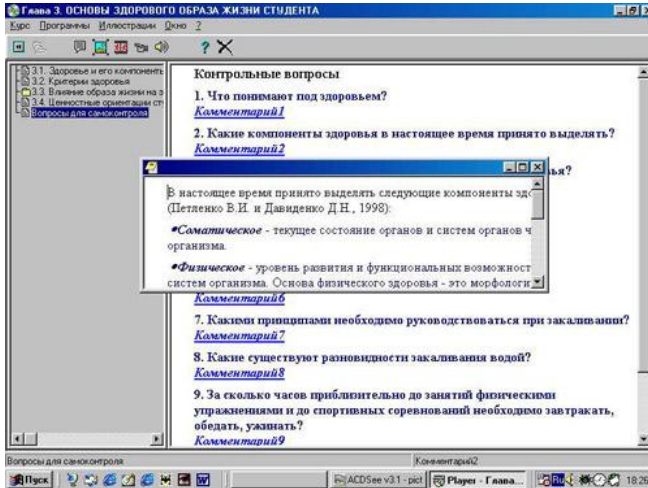 Глава 3. ОСНОВЫ ЗДОРОВОГО ОБРАЗА ЖИЗНИ СТУДЕНТА
Курс Программы Иллюстрации Окно ?
3.1. Здоровье и его компоненть
3.2. Критерии здоровья
3.3. Влияние образа жизни на з
3.4. Ценностные ориентации ст
Вопросы для самоконтроля
Контрольные вопросы
1. Что понимают под здоровьем?
Комментарий1
2. Какие компоненты здоровья в настоящее время принято выделять?
Комментарий2
вья?
В настоящее время принято выделять следующие компоненты здо
(Петленко В.И. и Давиденко Д.Н., 1998):
•Соматическое - текущее состояние органов и систем органов ч
организма.
•Физическое - уровень развития и функциональных возможност
систем организма. Основа физического здоровья - это морфологи
Комментарий6
7. Какими принципами необходимо руководствоваться при закаливании?
Комментарий7
8. Какие существуют разновидности закаливания водой?
Комментарий8
9. За сколько часов приблизительно до занятий физическими
упражнениями и до спортивных соревнований необходимо завтракать,
обедать, ужинать?
Комментарий9
Вопросы для самоконтроля
Комментарий2
Пуск
ACDSee v3.1 - pict
Player - Глава...
Ru
18:26